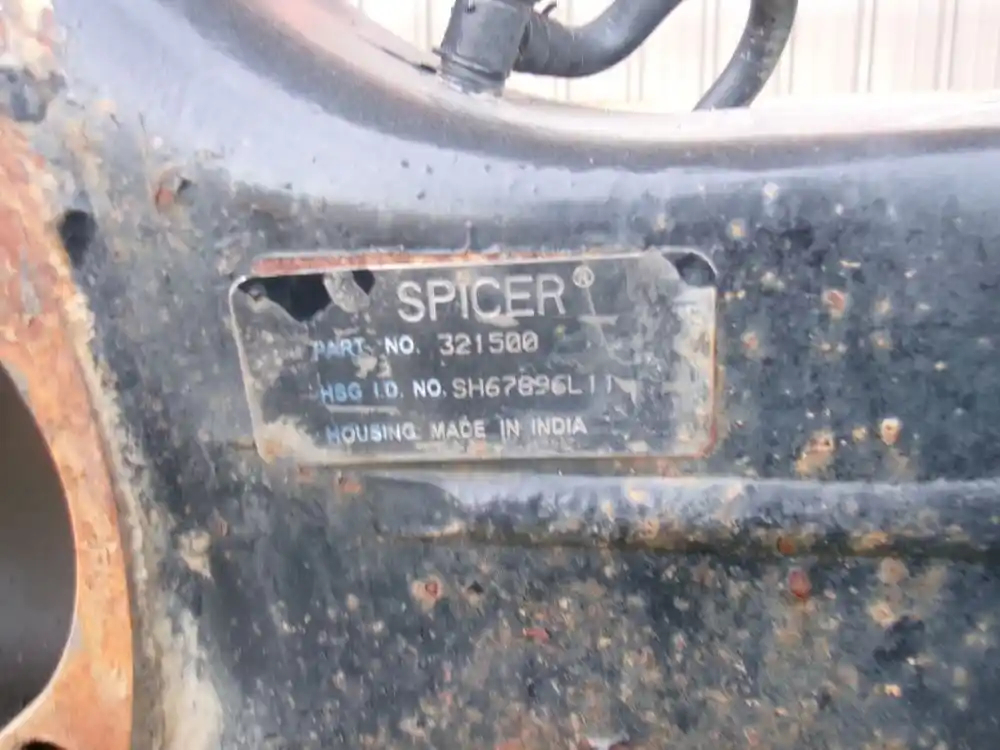 SPICER®
PART NO. 321500
HSG I.D. NO. SH67896L11
HOUSING MADE IN INDIA